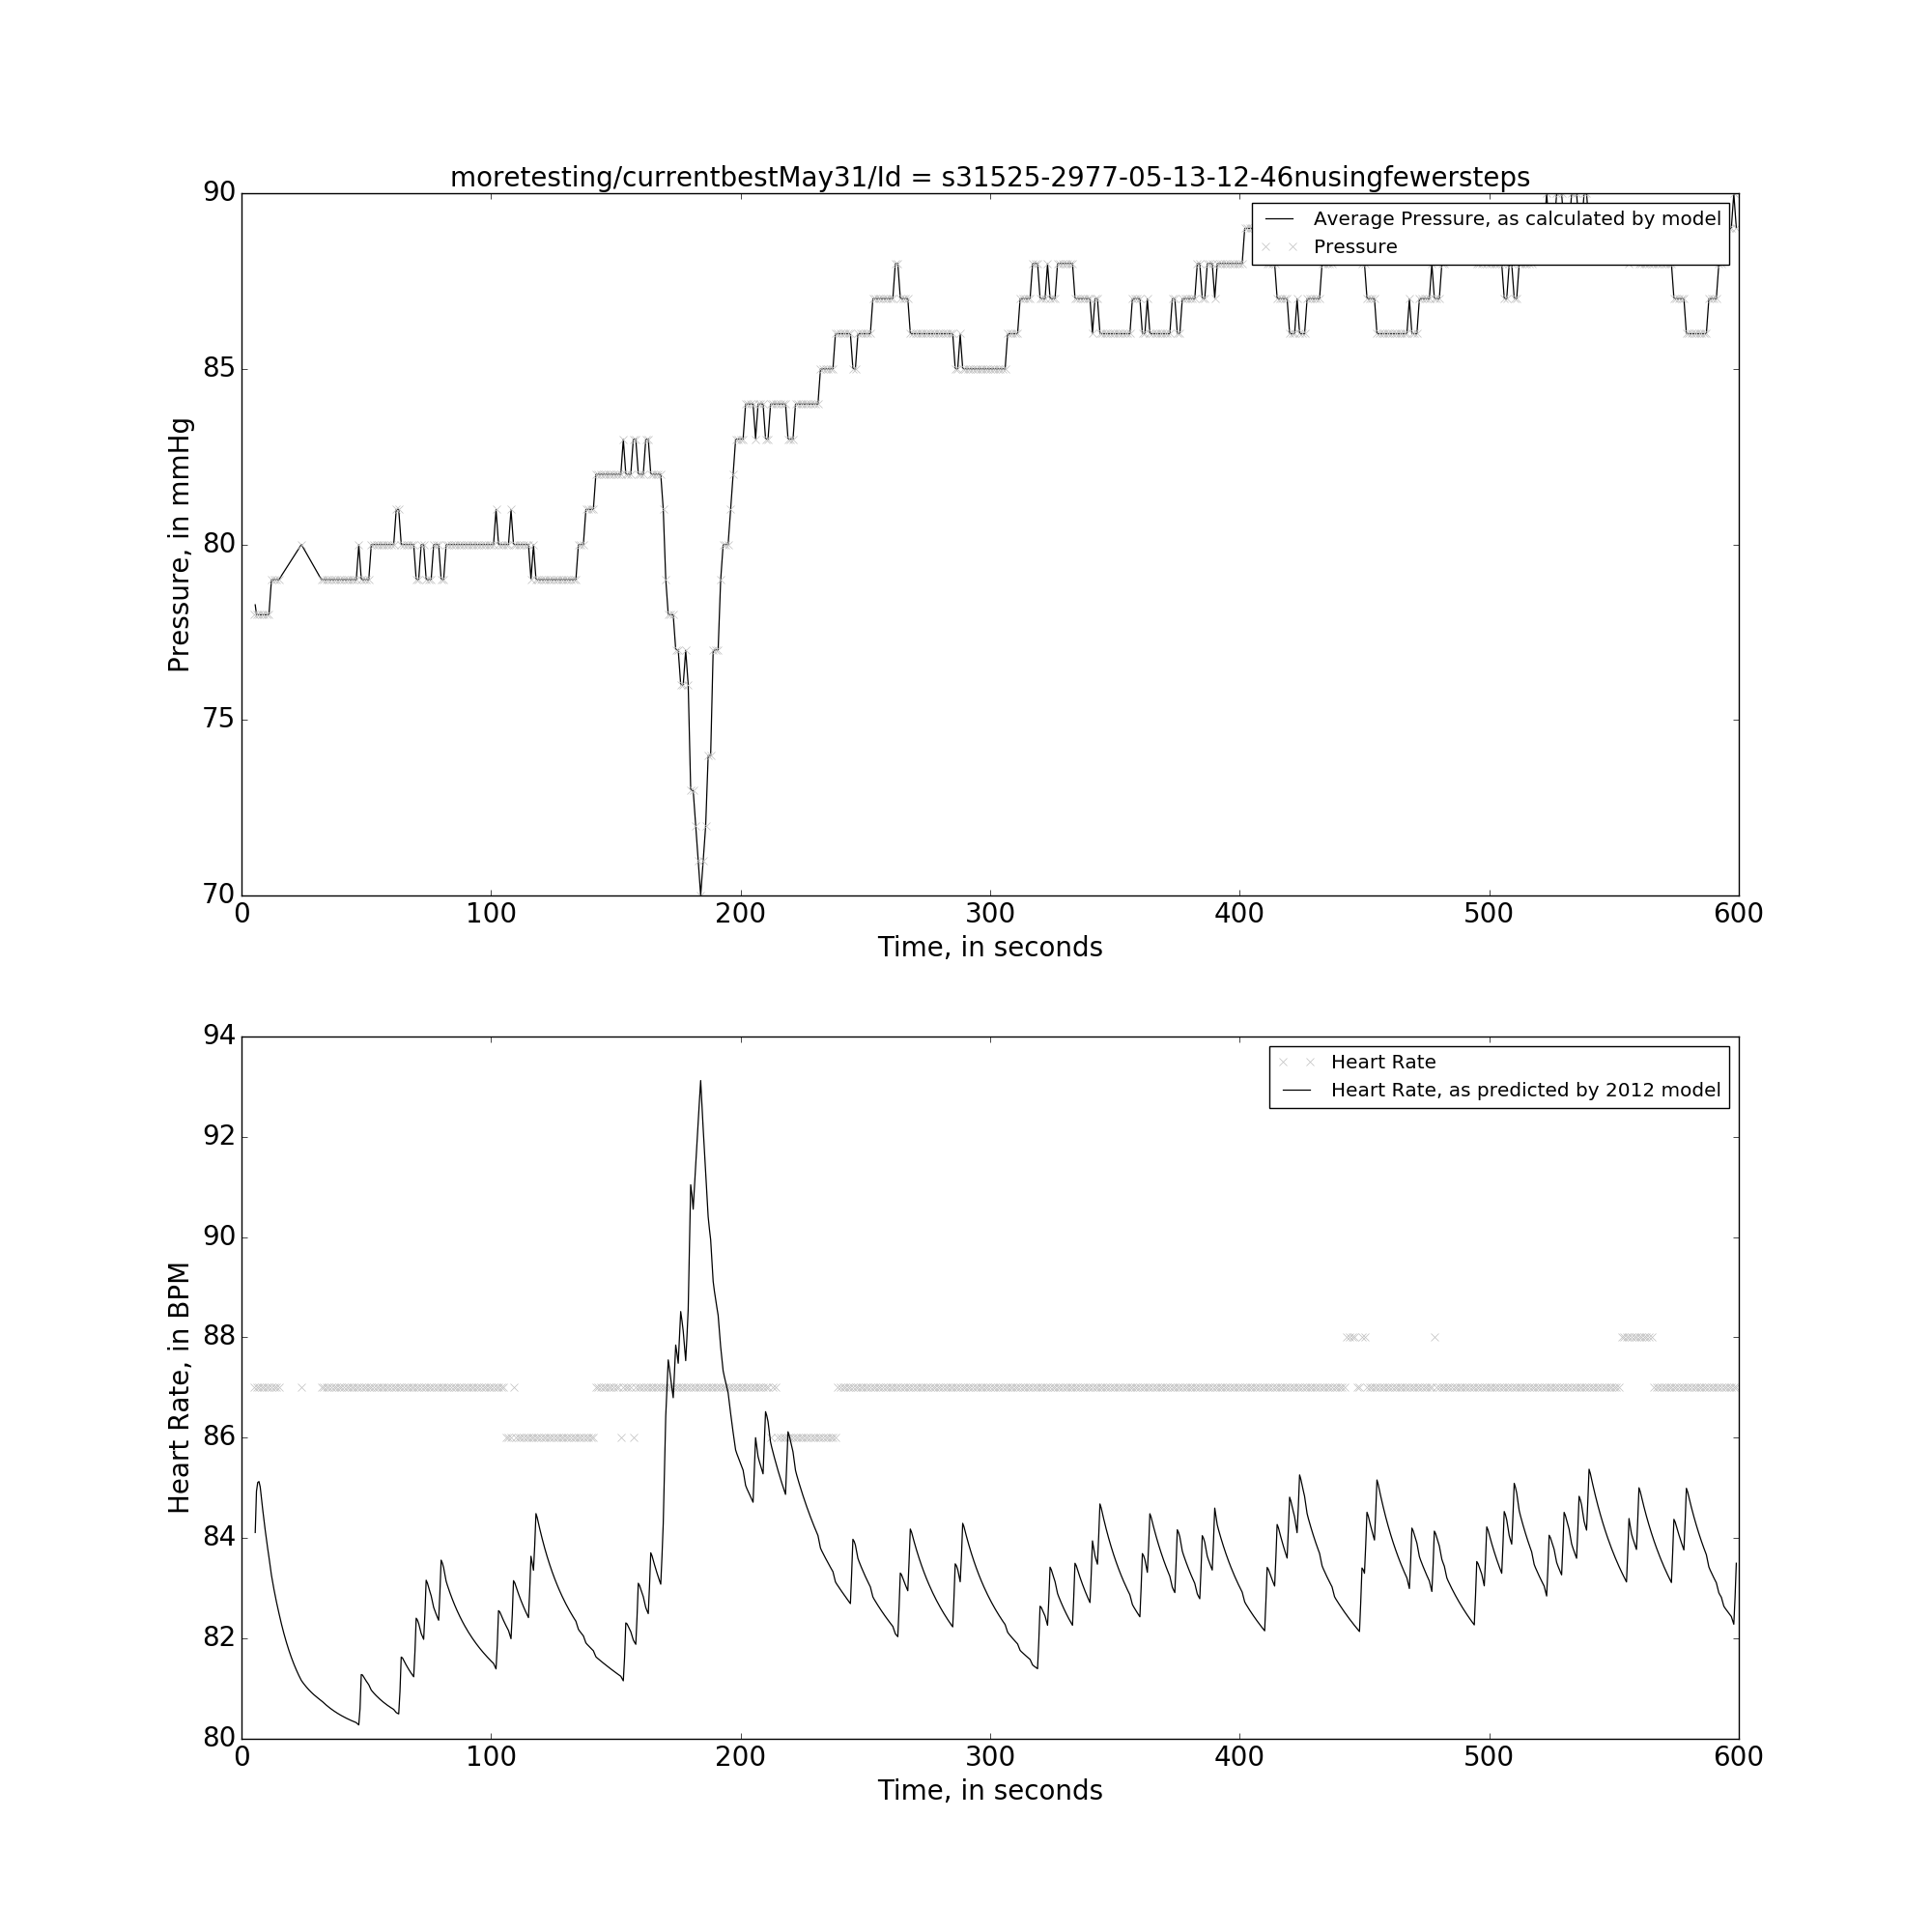 moretesting/currentbestMay31/Id = s31525-2977-05-13-12-46nusingfewersteps
90
85
80
75
70
Pressure, in mmHg
Average Pressure, as calculated by model
Pressure
0 100 200 300 400 500 600
Time, in seconds
94
92
90
88
86
84
82
80
Heart Rate, in BPM
Heart Rate
Heart Rate, as predicted by 2012 model
0 100 200 300 400 500 600
Time, in seconds